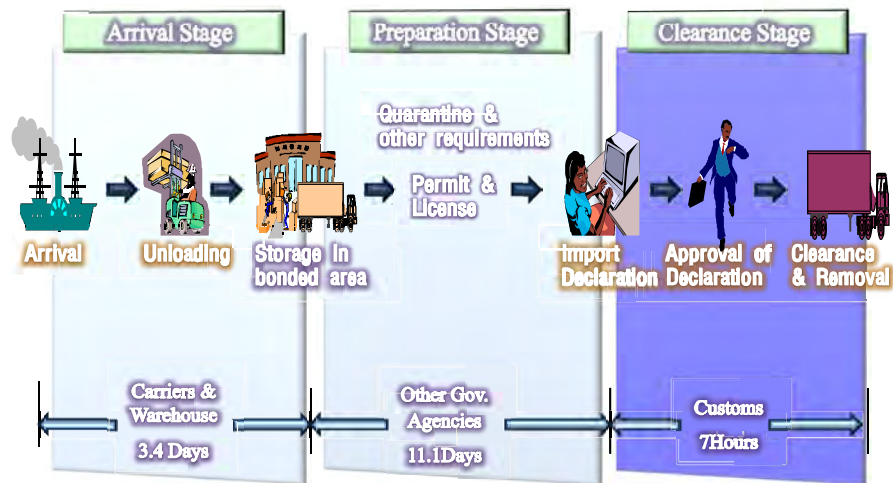 Arrival Stage
Preparation Stage
Clearance Stage
Quarantine &
other requirements
Permit &
License
Arrival
Unloading
Storage in
bonded area
Import
Declaration
Approval of
Declaration
Clearance
& Removal
Carriers &
Warehouse
3.4 Days
Other Gov.
Agencies
11.1Days
Customs
7Hours